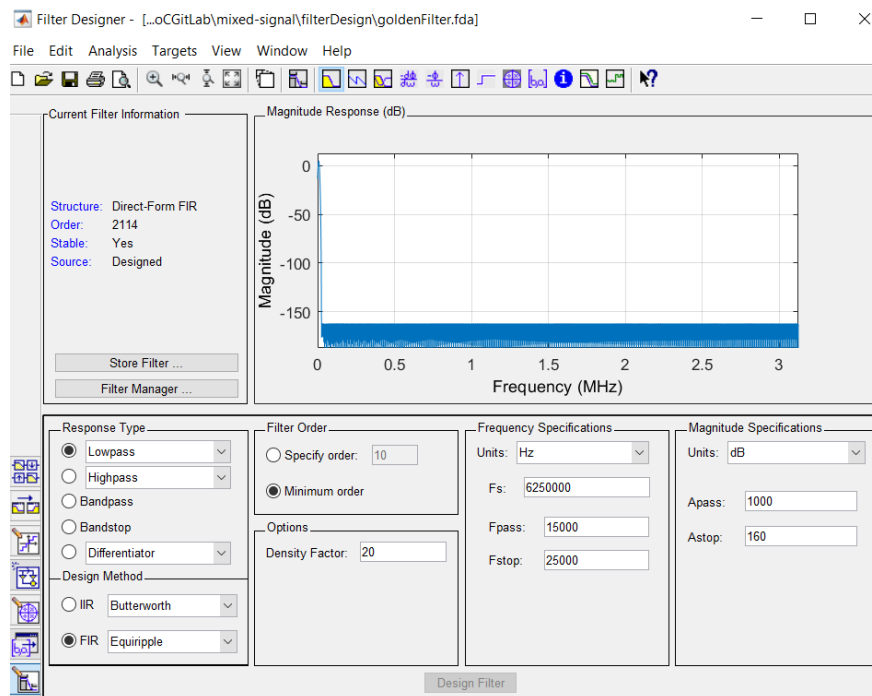 Filter Designer - [...oCGitLab\mixed-signal\filterDesign\goldenFilter.fda]
File Edit Analysis Targets View Window Help
Current Filter Information
Structure: Direct-Form FIR
Order: 2114
Stable: Yes
Source: Designed
Store Filter ...
Filter Manager ...
Magnitude Response (dB)
Magnitude (dB)
0
-50
-100
-150
0 0.5 1 1.5 2 2.5 3
Frequency (MHz)
Response Type
Lowpass
Highpass
Bandpass
Bandstop
Differentiator
Design Method
IIR Butterworth
FIR Equiripple
Filter Order
Specify order: 10
Minimum order
Options
Density Factor: 20
Frequency Specifications
Units: Hz
Fs: 6250000
Fpass: 15000
Fstop: 25000
Magnitude Specifications
Units: dB
Apass: 1000
Astop: 160
Design Filter